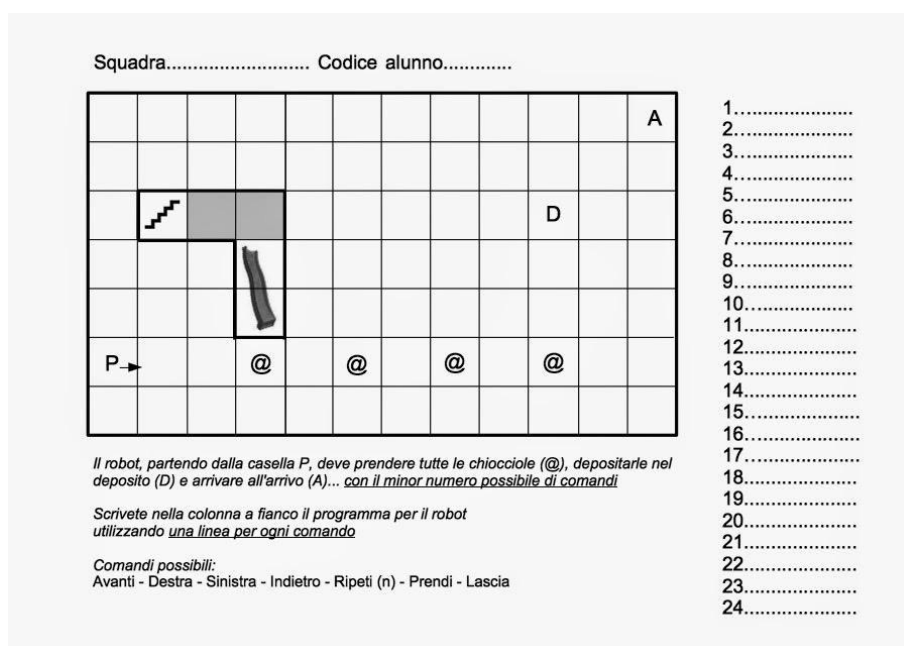 Squadra........................... Codice alunno.............
A
D
P
@ @ @ @
1......................
2......................
3......................
4......................
5......................
6......................
7......................
8......................
9......................
10.....................
11.....................
12.....................
13.....................
14.....................
15.....................
16.....................
17.....................
18.....................
19.....................
20.....................
21.....................
22.....................
23.....................
24.....................
Il robot, partendo dalla casella P, deve prendere tutte le chiocciole (@), depositarle nel
deposito (D) e arrivare all'arrivo (A)... con il minor numero possibile di comandi
Scrivete nella colonna a fianco il programma per il robot
utilizzando una linea per ogni comando
Comandi possibili:
Avanti - Destra - Sinistra - Indietro - Ripeti (n) - Prendi - Lascia